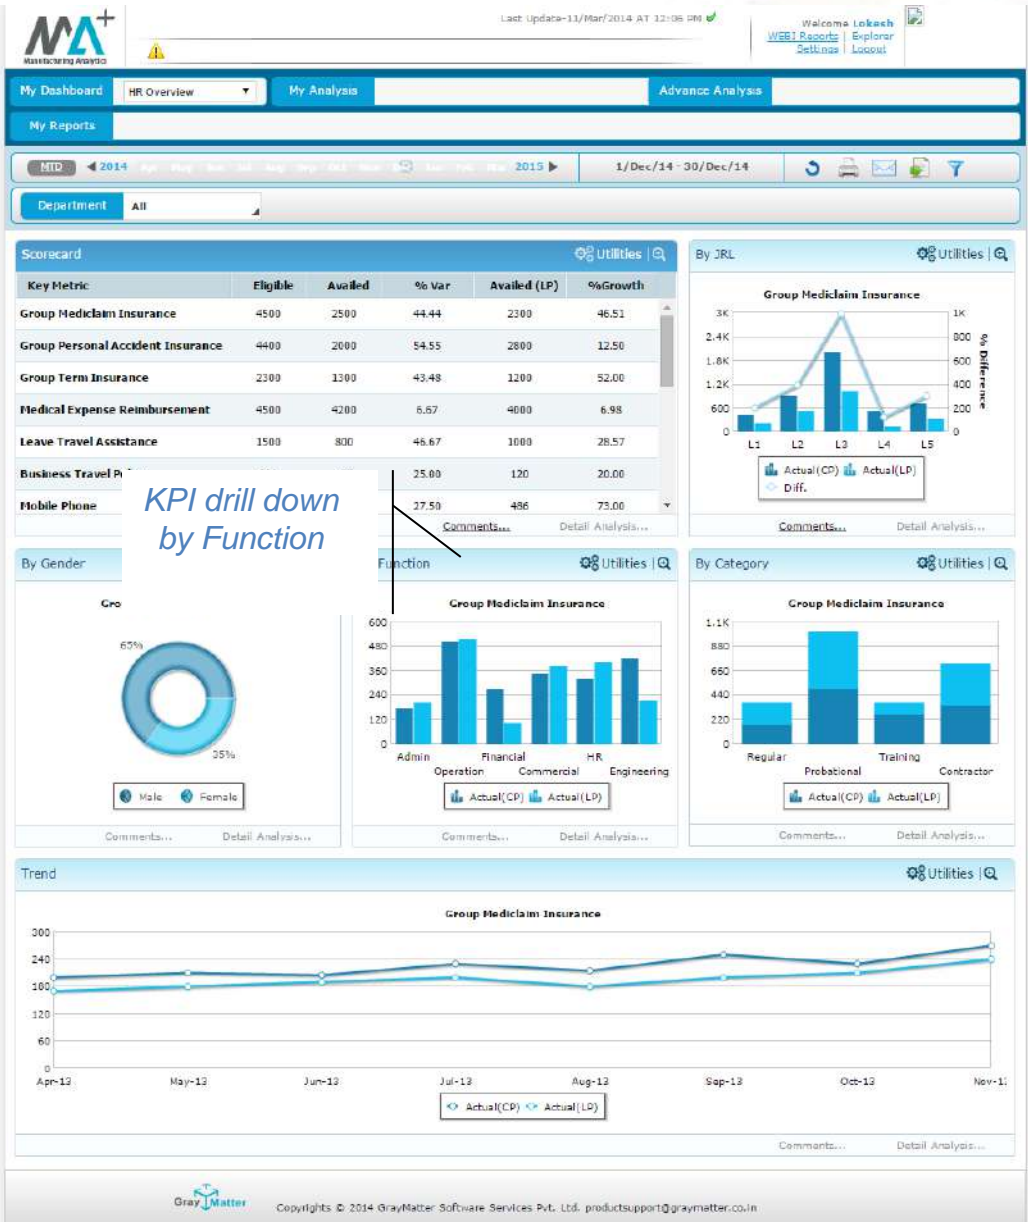 MA+
Manufacturing Analytics
Last Update-11/Mar/2014 AT 12:06 PM
Welcome Lokesh
WEBI Reports | Explorer
Settings | Logout
My Dashboard HR Overview My Analysis Advance Analysis
My Reports
MTD 2014 2015 1/Dec/14 - 30/Dec/14
Department All
Scorecard Utilities
Key Metric Eligible Availed % Var Availed (LP) %Growth
Group Mediclaim Insurance 4500 2500 44.44 2300 46.51
Group Personal Accident Insurance 4400 2000 54.55 2800 12.50
Group Term Insurance 2300 1300 43.48 1200 52.00
Medical Expense Reimbursement 4500 4200 6.67 4000 6.98
Leave Travel Assistance 1500 800 46.67 1000 28.57
Business Travel 25.00 120 20.00
Mobile Phone 27.50 486 73.00
Comments... Detail Analysis...
By JRL Utilities
Group Mediclaim Insurance
3K
2.4K
1.8K
1.2K
600
0
1K
800
600
400
200
0
% Difference
L1 L2 L3 L4 L5
Actual(CP) Actual(LP)
Diff.
Comments... Detail Analysis...
KPI drill down
by Function
By Gender
Gro
65%
35%
Male Female
Comments... Detail Analysis...
Function Utilities
Group Mediclaim Insurance
600
480
360
240
120
0
Admin Financial HR
Operation Commercial Engineering
Actual(CP) Actual(LP)
Comments... Detail Analysis...
By Category Utilities
Group Mediclaim Insurance
1.1K
880
660
440
220
0
Regular Training
Probational Contractor
Actual(CP) Actual(LP)
Comments... Detail Analysis...
Trend Utilities
Group Mediclaim Insurance
300
240
180
120
60
0
Apr-13 May-13 Jun-13 Jul-13 Aug-13 Sep-13 Oct-13 Nov-1
Actual(CP) Actual(LP)
Comments... Detail Analysis...
GrayMatter Copyrights © 2014 GrayMatter Software Services Pvt. Ltd. productsupport@graymatter.co.in